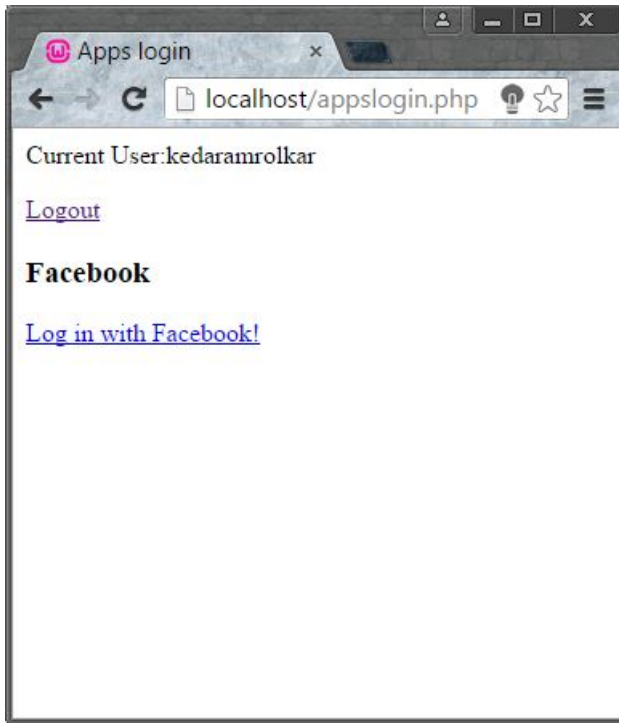 Apps login
localhost/appslogin.php
Current User:kedaramrolkar
Logout
Facebook
Log in with Facebook!